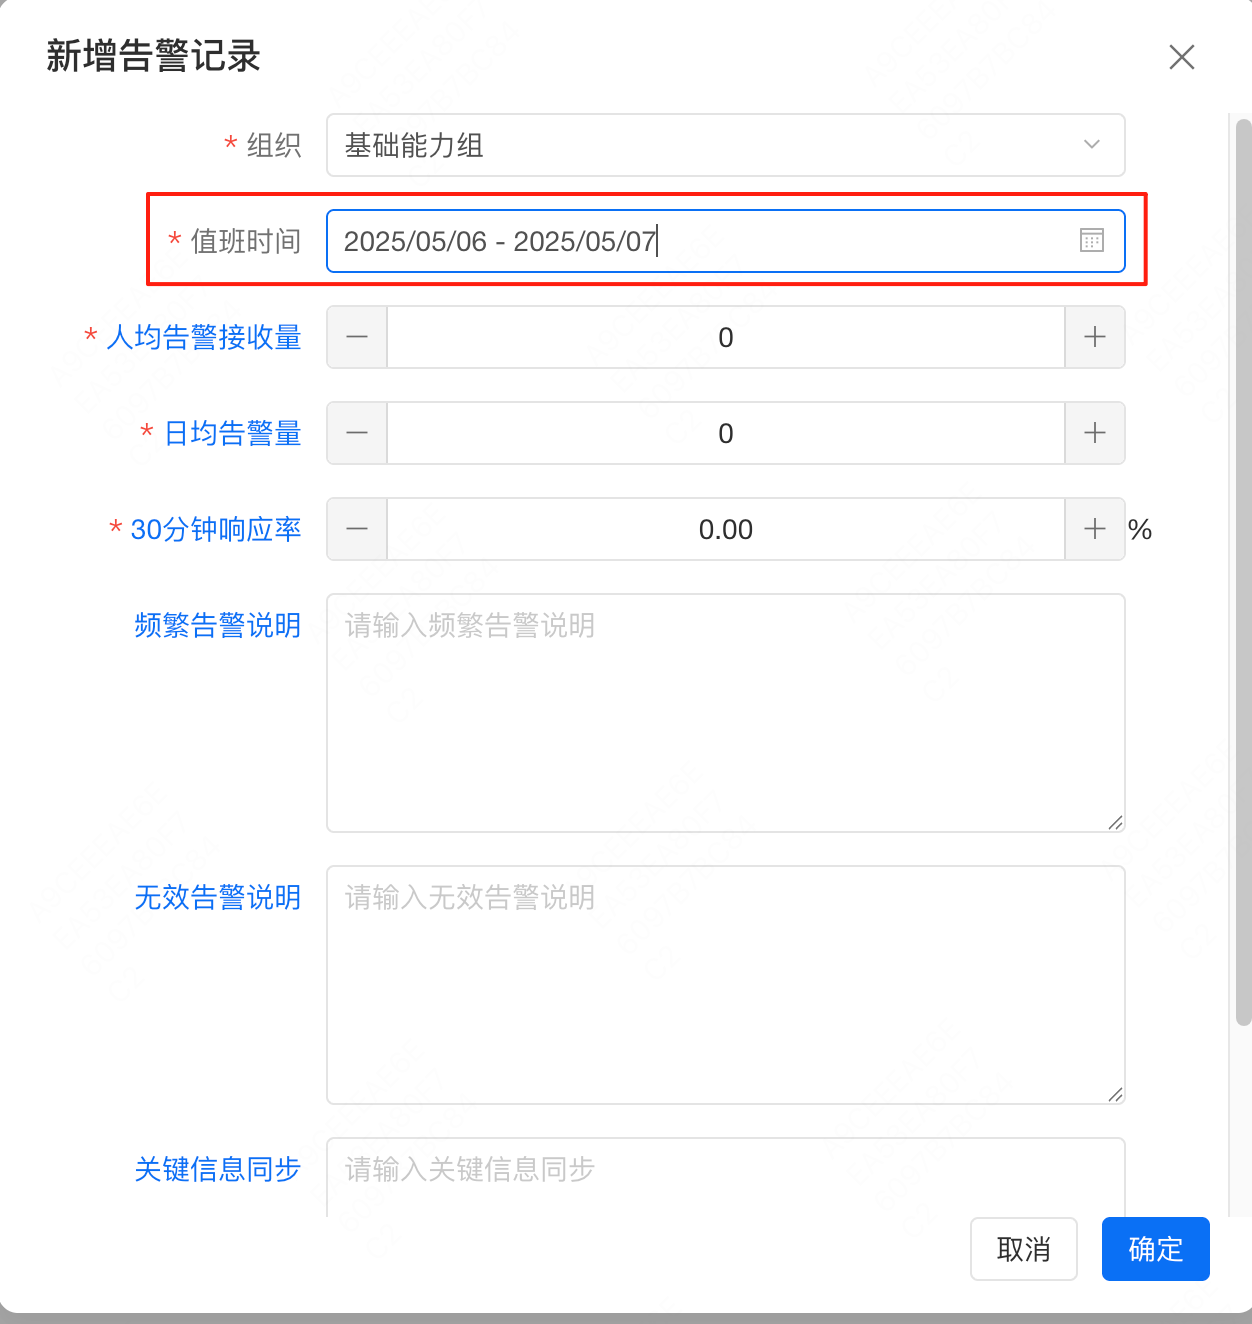 新增告警记录
* 组织 基础能力组
* 值班时间 2025/05/06 - 2025/05/07
* 人均告警接收量 0
* 日均告警量 0
* 30分钟响应率 0.00 %
频繁告警说明 请输入频繁告警说明
无效告警说明 请输入无效告警说明
关键信息同步 请输入关键信息同步
取消 确定